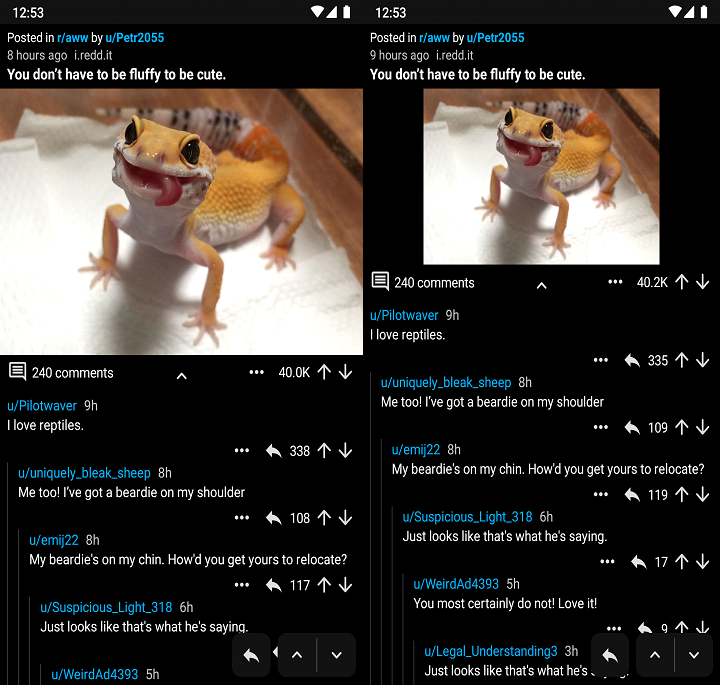 12:53
Posted in r/aww by u/Petr2055
8 hours ago i.redd.it
You don’t have to be fluffy to be cute.
240 comments
40.0K
u/Pilotwaver 9h
I love reptiles.
338
u/uniquely_bleak_sheep 8h
Me too! I’ve got a beardie on my shoulder
108
u/emij22 8h
My beardie's on my chin. How'd you get yours to relocate?
117
u/Suspicious_Light_318 6h
Just looks like that's what he's saying.
u/WeirdAd4393 5h
12:53
Posted in r/aww by u/Petr2055
9 hours ago i.redd.it
You don’t have to be fluffy to be cute.
240 comments
40.2K
u/Pilotwaver 9h
I love reptiles.
335
u/uniquely_bleak_sheep 8h
Me too! I’ve got a beardie on my shoulder
109
u/emij22 8h
My beardie's on my chin. How'd you get yours to relocate?
119
u/Suspicious_Light_318 6h
Just looks like that's what he's saying.
17
u/WeirdAd4393 5h
You most certainly do not! Love it!
9
u/Legal_Understanding3 3h
Just looks like that's what he's